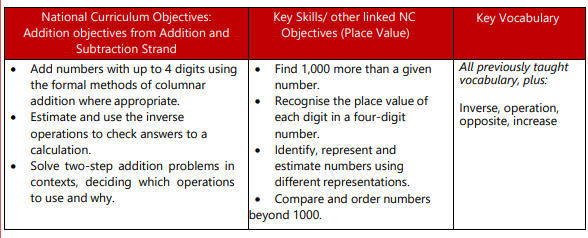 National Curriculum Objectives:
Addition objectives from Addition and
Subtraction Strand
Key Skills/ other linked NC
Objectives (Place Value)
Key Vocabulary
• Add numbers with up to 4 digits using
the formal methods of columnar
addition where appropriate.
• Estimate and use the inverse
operations to check answers to a
calculation.
• Solve two-step addition problems in
contexts, deciding which operations
to use and why.
• Find 1,000 more than a given
number.
• Recognise the place value of
each digit in a four-digit
number.
• Identify, represent and
estimate numbers using
different representations.
• Compare and order numbers
beyond 1000.
All previously taught
vocabulary, plus:
Inverse, operation,
opposite, increase